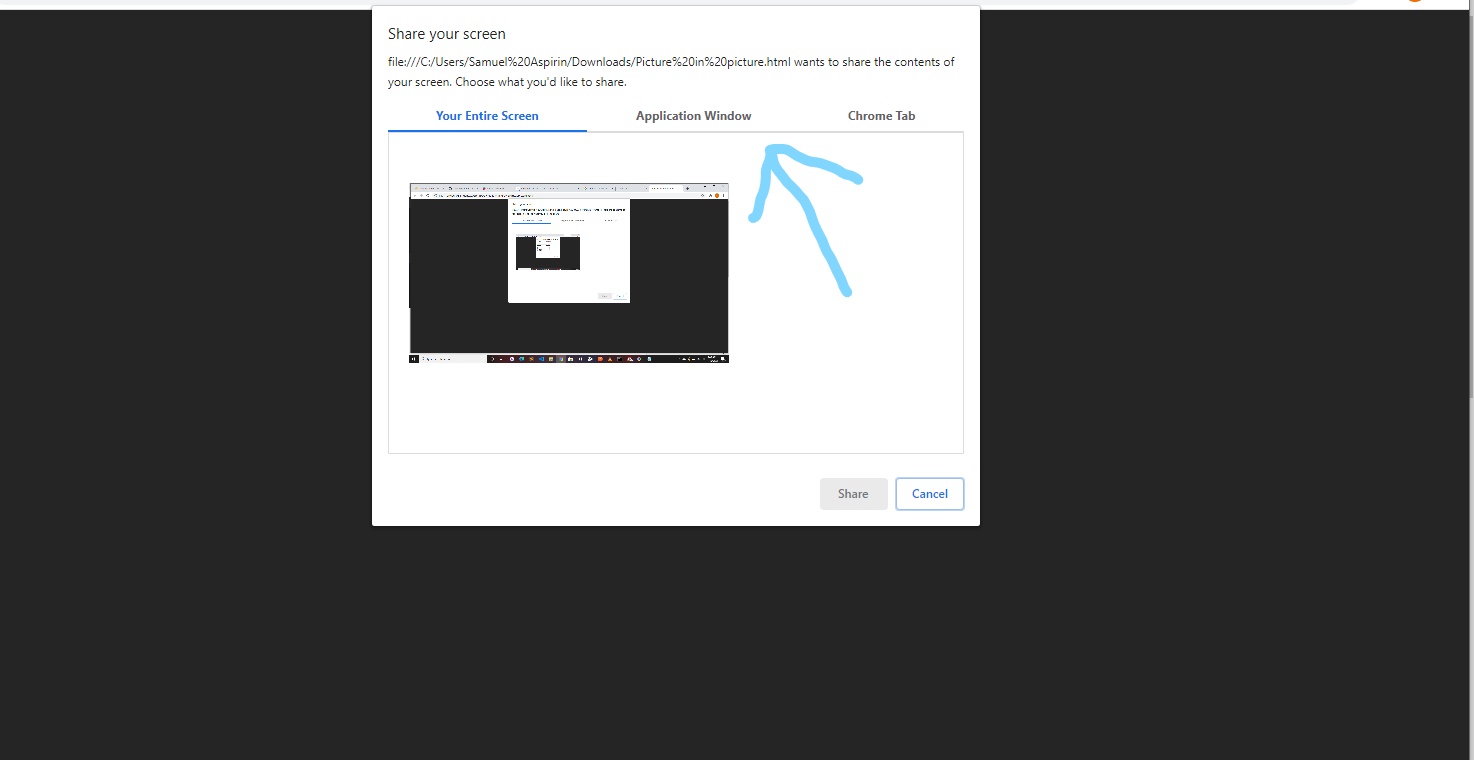 Share your screen
file:///C:/Users/Samuel%20Aspirin/Downloads/Picture%20in%20picture.html wants to share the contents of
your screen. Choose what you'd like to share.
Your Entire Screen Application Window Chrome Tab
Share Cancel